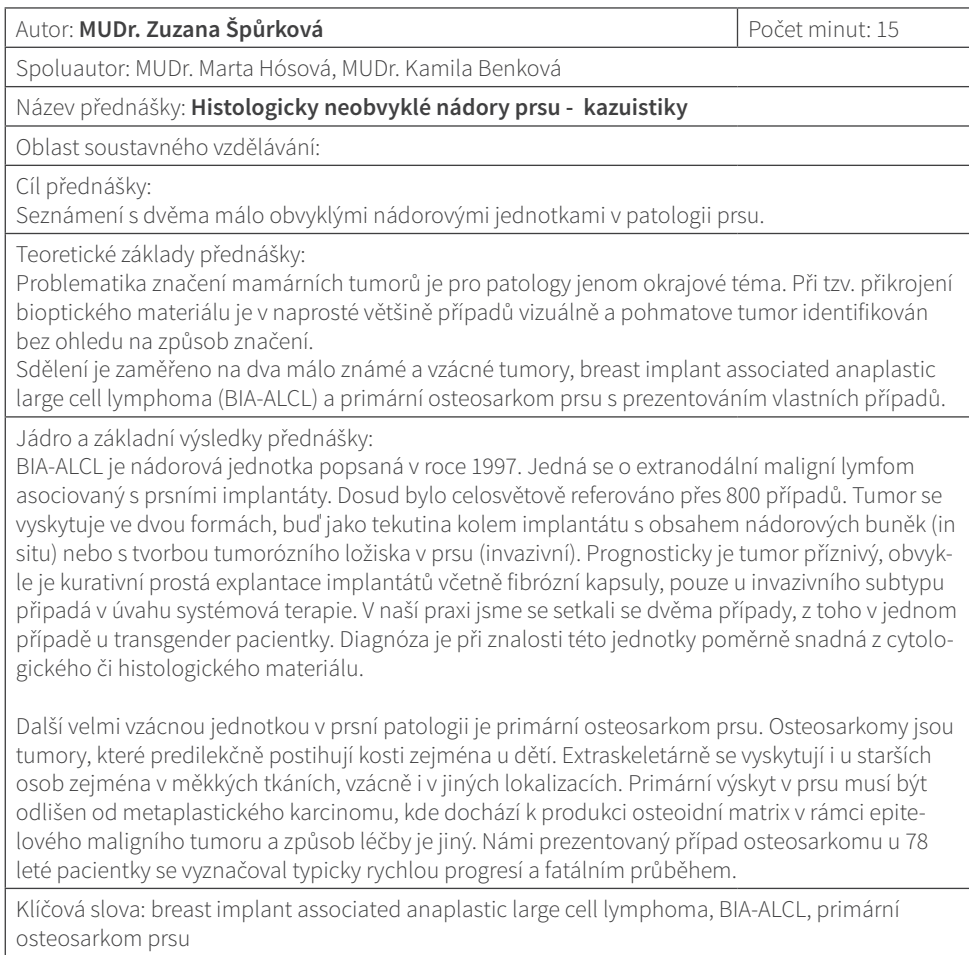 Autor: MUDr. Zuzana Špůrková
Počet minut: 15
Spoluautor: MUDr. Marta Hósová, MUDr. Kamila Benková
Název přednášky: Histologicky neobvyklé nádory prsu - kazuistiky
Oblast soustavného vzdělávání:
Cíl přednášky:
Seznámení s dvěma málo obvyklými nádorovými jednotkami v patologii prsu.
Teoretické základy přednášky:
Problematika značení mamárních tumorů je pro patology jenom okrajové téma. Při tzv. přikrojení
bioptického materiálu je v naprosté většině případů vizuálně a pohmatove tumor identifikován
bez ohledu na způsob značení.
Sdělení je zaměřeno na dva málo známé a vzácné tumory, breast implant associated anaplastic
large cell lymphoma (BIA-ALCL) a primární osteosarkom prsu s prezentováním vlastních případů.
Jádro a základní výsledky přednášky:
BIA-ALCL je nádorová jednotka popsaná v roce 1997. Jedná se o extranodální maligní lymfom
asociovaný s prsními implantáty. Dosud bylo celosvětově referováno přes 800 případů. Tumor se
vyskytuje ve dvou formách, buď jako tekutina kolem implantátu s obsahem nádorových buněk (in
situ) nebo s tvorbou tumorózního ložiska v prsu (invazivní). Prognosticky je tumor příznivý, obvyk-
le je kurativní prostá explantace implantátů včetně fibrózní kapsuly, pouze u invazivního subtypu
připadá v úvahu systémová terapie. V naší praxi jsme se setkali se dvěma případy, z toho v jednom
případě u transgender pacientky. Diagnóza je při znalosti této jednotky poměrně snadná z cytolo-
gického či histologického materiálu.
Další velmi vzácnou jednotkou v prsní patologii je primární osteosarkom prsu. Osteosarkomy jsou
tumory, které predilekčně postihují kosti zejména u dětí. Extraskeletárně se vyskytují i u starších
osob zejména v měkkých tkáních, vzácně i v jiných lokalizacích. Primární výskyt v prsu musí být
odlišen od metaplastického karcinomu, kde dochází k produkci osteoidní matrix v rámci epite-
lového maligního tumoru a způsob léčby je jiný. Námi prezentovaný případ osteosarkomu u 78
leté pacientky se vyznačoval typicky rychlou progresí a fatálním průběhem.
Klíčová slova: breast implant associated anaplastic large cell lymphoma, BIA-ALCL, primární
osteosarkom prsu